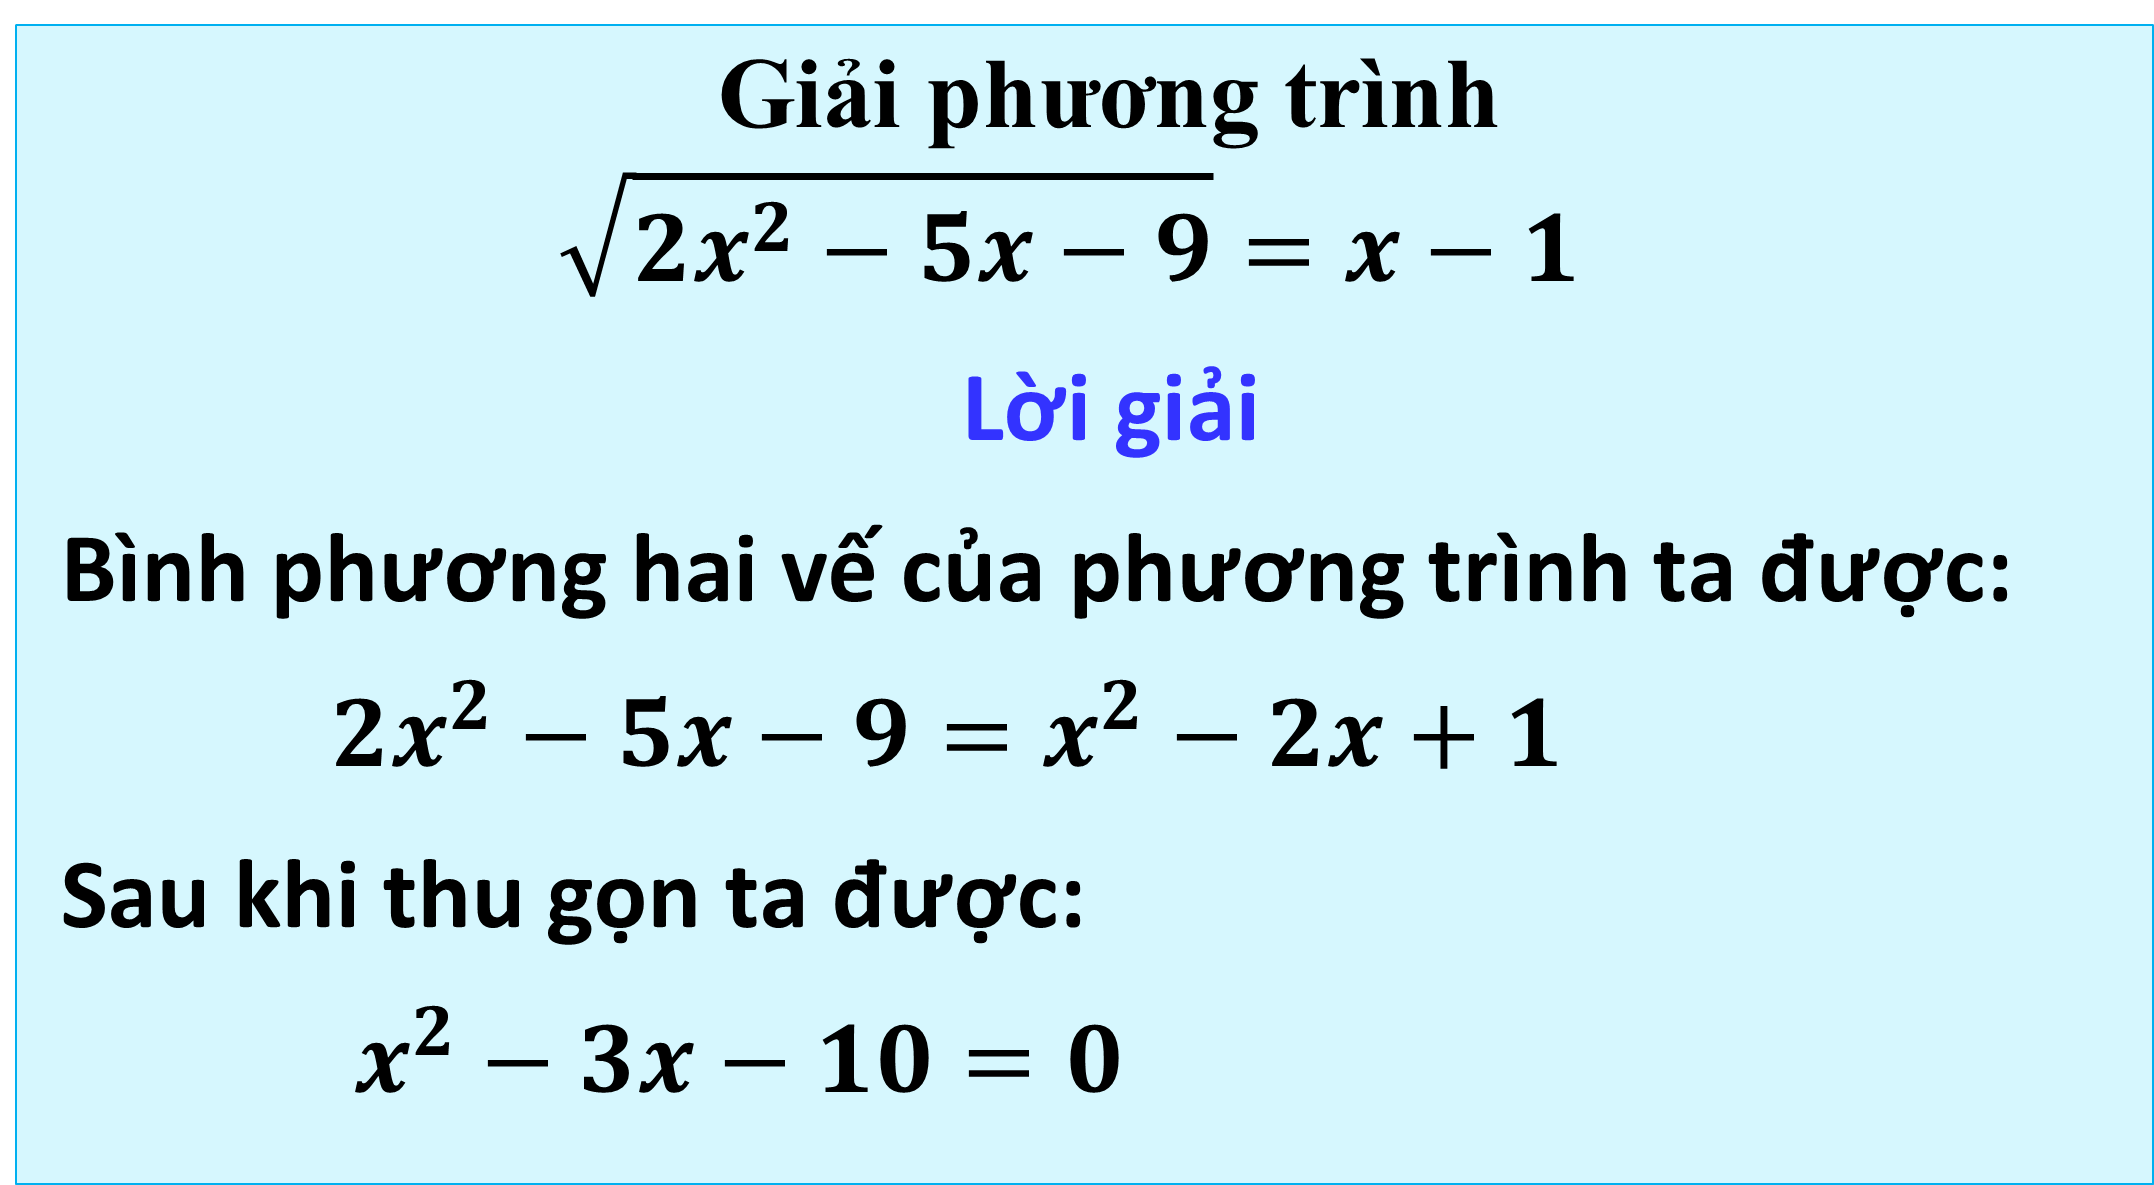 Giải phương trình
√(2x² − 5x − 9) = x − 1
Lời giải
Bình phương hai vế của phương trình ta được:
2x² − 5x − 9 = x² − 2x + 1
Sau khi thu gọn ta được:
x² − 3x − 10 = 0